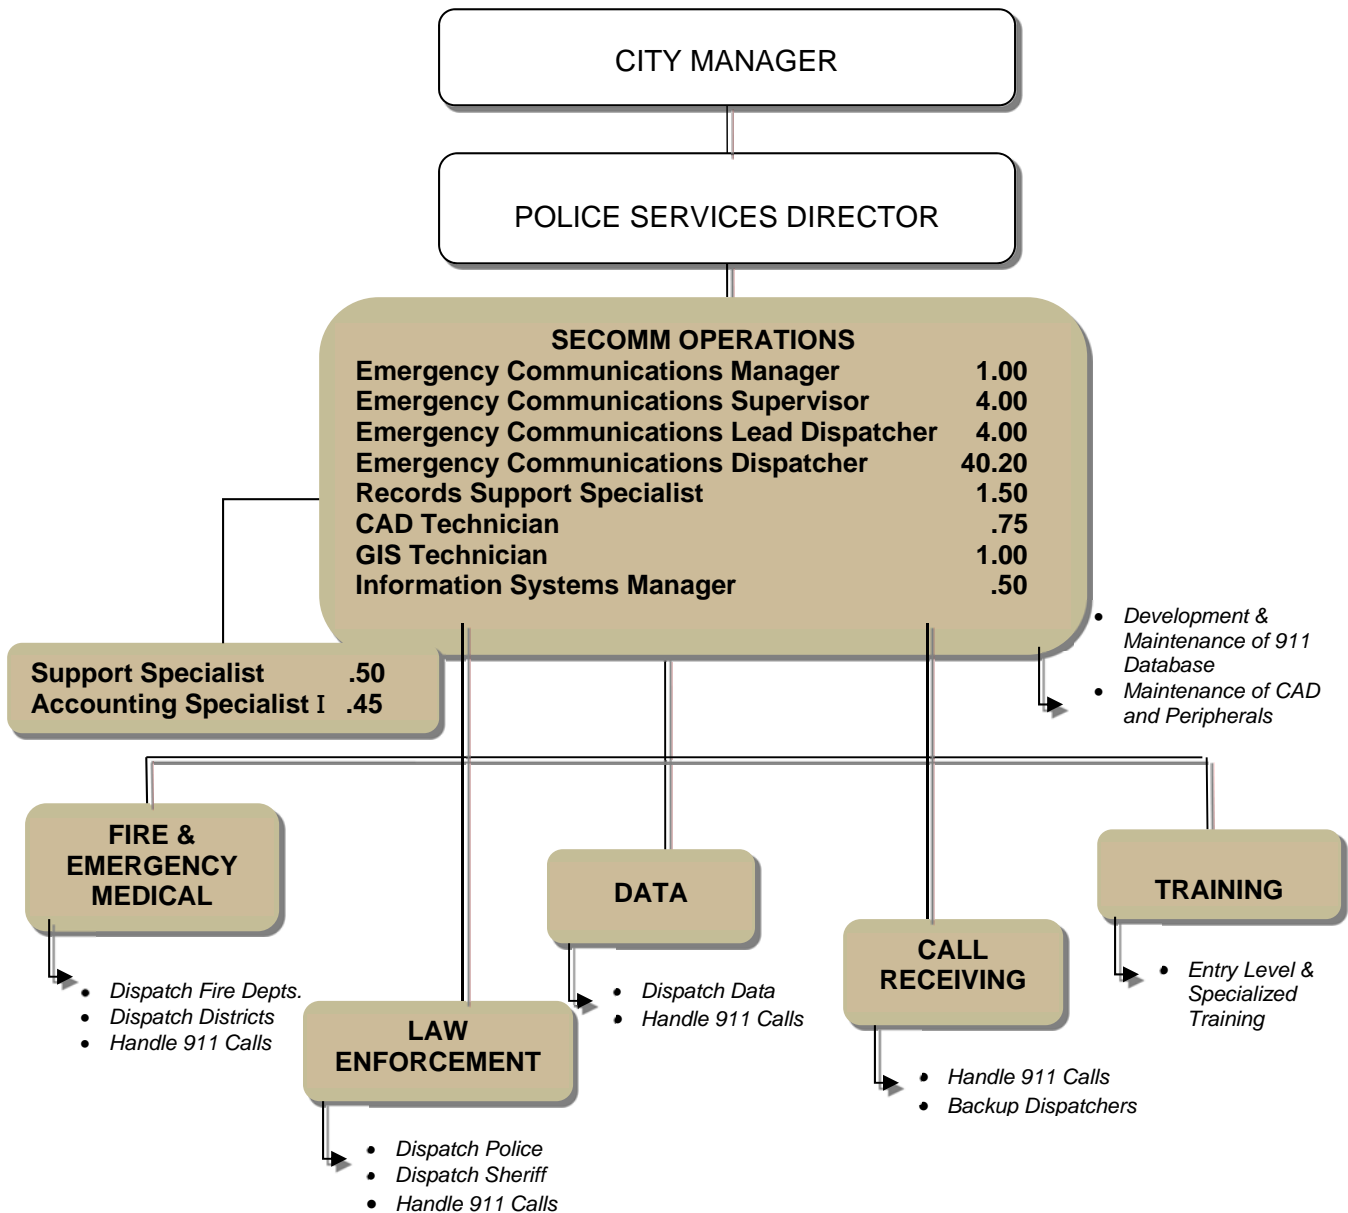 CITY MANAGER
POLICE SERVICES DIRECTOR
SECOMM OPERATIONS
Emergency Communications Manager 1.00
Emergency Communications Supervisor 4.00
Emergency Communications Lead Dispatcher 4.00
Emergency Communications Dispatcher 40.20
Records Support Specialist 1.50
CAD Technician .75
GIS Technician 1.00
Information Systems Manager .50
• Development &
Maintenance of 911
Database
• Maintenance of CAD
and Peripherals
Support Specialist .50
Accounting Specialist I .45
FIRE &
EMERGENCY
MEDICAL
• Dispatch Fire Depts.
• Dispatch Districts
• Handle 911 Calls
LAW
ENFORCEMENT
• Dispatch Police
• Dispatch Sheriff
• Handle 911 Calls
DATA
• Dispatch Data
• Handle 911 Calls
CALL
RECEIVING
• Handle 911 Calls
• Backup Dispatchers
TRAINING
• Entry Level &
Specialized
Training